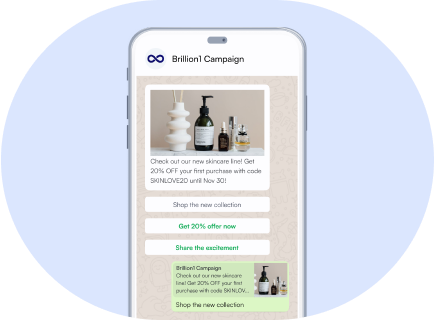 Brillion1 Campaign
Check out our new skincare line! Get
20% OFF your first purchase with code
SKINLOVE2D until Nov 30!
Shop the new collection
Get 20% offer now
Share the excitement
Brillion1 Campaign
Check out our new skincare
line! Get 20% OFF your first
purchase with code SKINLOV...
Shop the new collection